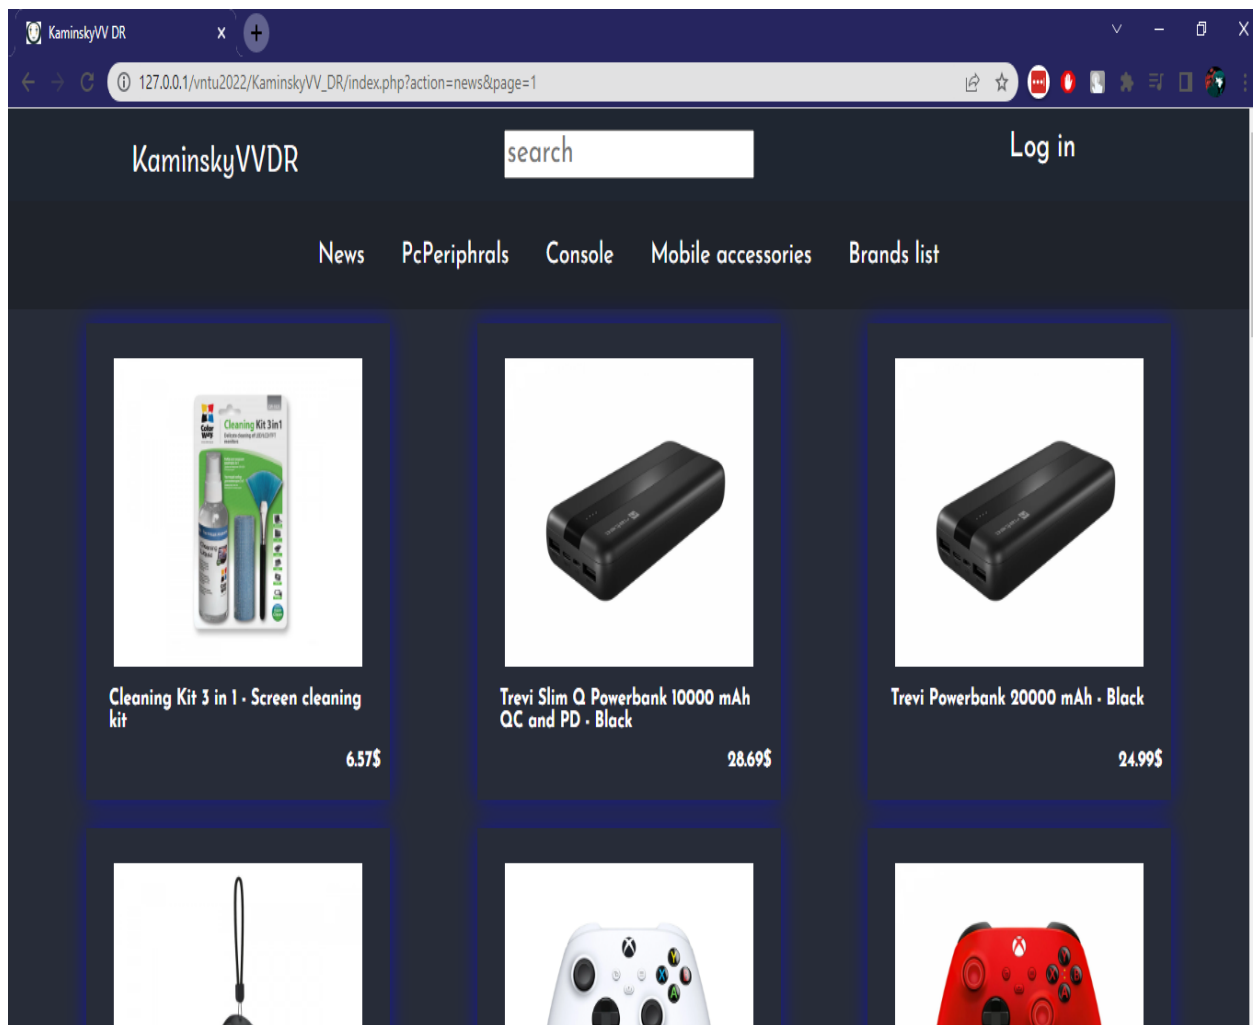 KaminskyVV DR
127.0.0.1/vntu2022/KaminskyVV_DR/index.php?action=news&page=1
KaminskyVVDR
search
Log in
News PcPeriphrals Console Mobile accessories Brands list
Color Way
Cleaning Kit 3in1
Cleaning Kit 3 in 1 - Screen cleaning
kit
6.57$
Trevi Slim Q Powerbank 10000 mAh
QC and PD - Black
28.69$
Trevi Powerbank 20000 mAh - Black
24.99$
Y
X
A